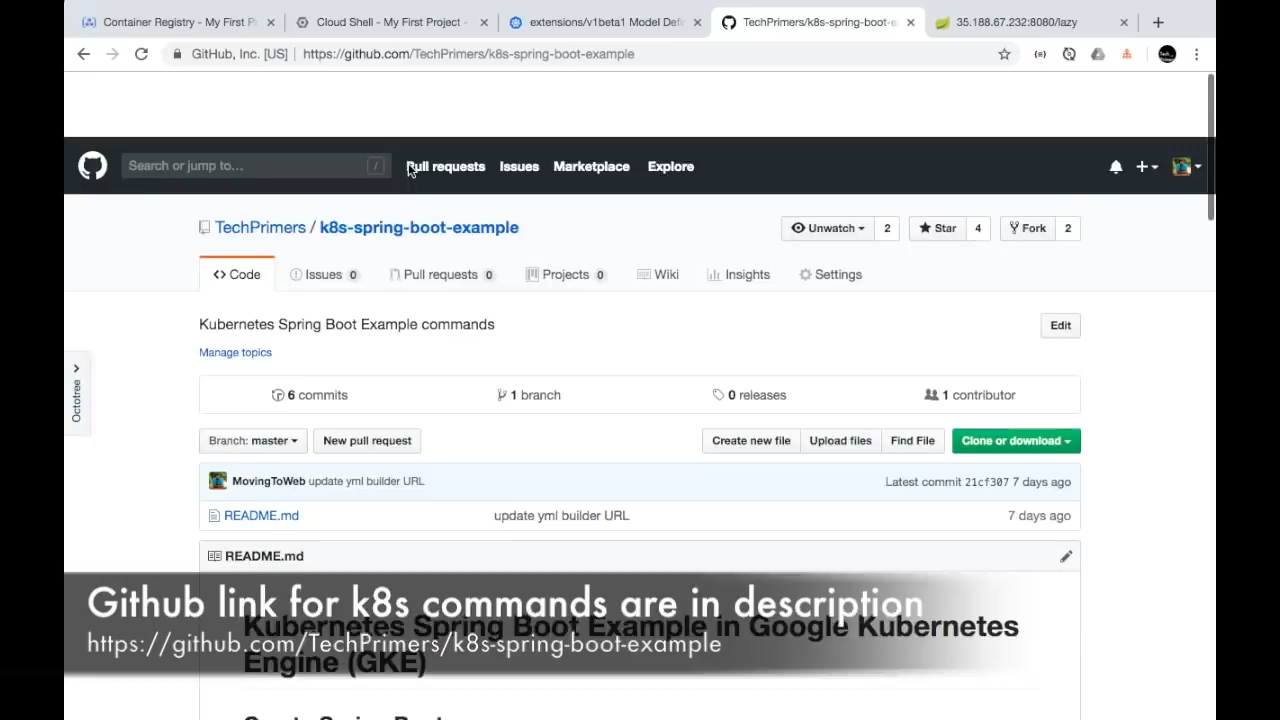 Container Registry - My First P
Cloud Shell - My First Project -
extensions/v1beta1 Model Defi
TechPrimers/k8s-spring-boot-e
35.188.67.232:8080/lazy
GitHub, Inc. [US] | https://github.com/TechPrimers/k8s-spring-boot-example
Search or jump to... /
Pull requests Issues Marketplace Explore
TechPrimers / k8s-spring-boot-example
Unwatch 2 Star 4 Fork 2
Code Issues 0 Pull requests 0 Projects 0 Wiki Insights Settings
Kubernetes Spring Boot Example commands
Edit
Manage topics
6 commits 1 branch 0 releases 1 contributor
Octotree
Branch: master New pull request Create new file Upload files Find File Clone or download
MovingToWeb update yml builder URL Latest commit 21cf307 7 days ago
README.md update yml builder URL 7 days ago
README.md
Github link for k8s commands are in description
https://github.com/TechPrimers/k8s-spring-boot-example
Kubernetes Spring Boot Example in Google Kubernetes
Engine (GKE)